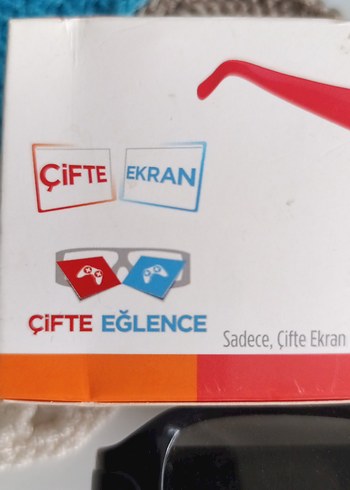 ÇİFTE EKRAN
ÇİFTE EĞLENCE
Sadece, Çifte Ekran